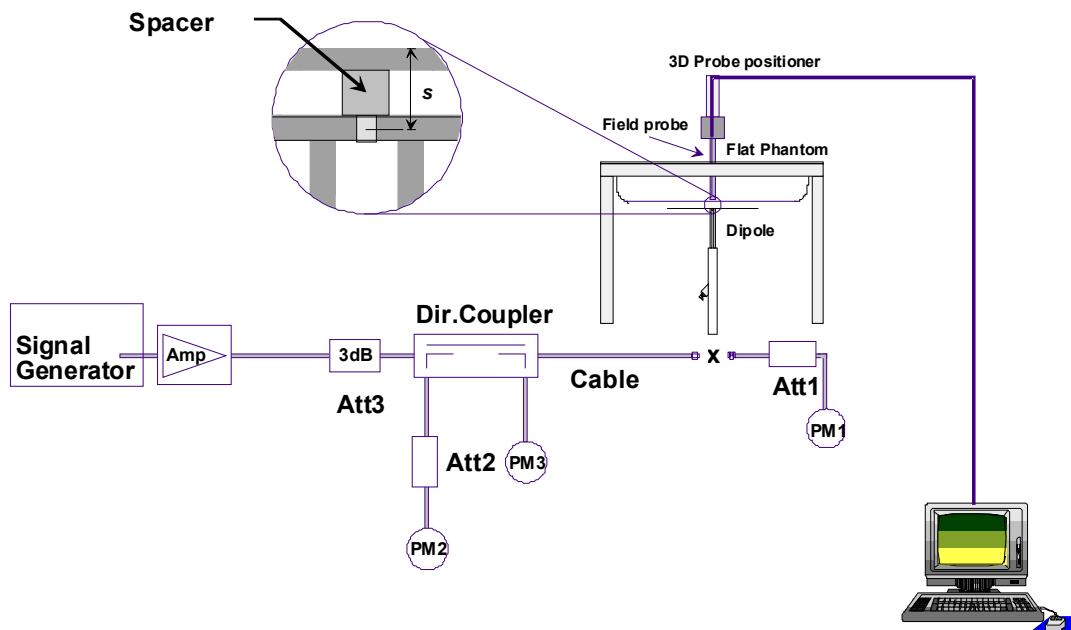 Spacer
s
3D Probe positioner
Field probe
Flat Phantom
Dipole
Signal
Generator
Amp
3dB
Att3
Dir.Coupler
Cable
x
Att1
PM1
Att2
PM3
PM2